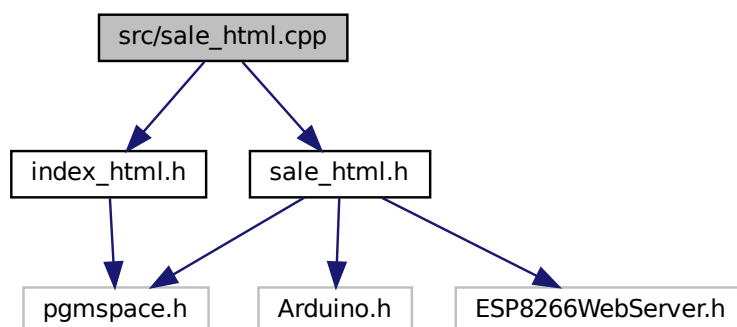 src/sale_html.cpp
index_html.h
sale_html.h
pgmspace.h
Arduino.h
ESP8266WebServer.h